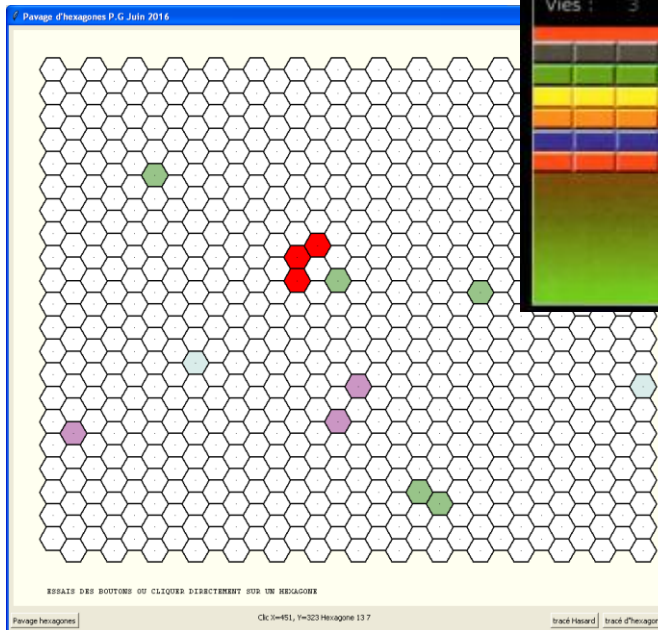 Pavage d'hexagones P.G Juin 2016
Vies : 3
ESSAIS DES BOUTONS OU CLIQUER DIRECTEMENT SUR UN HEXAGONE
Pavage hexagones
Clic X=451, Y=323 Hexagone 13 7
tracé Hasard
tracé d"hexagon